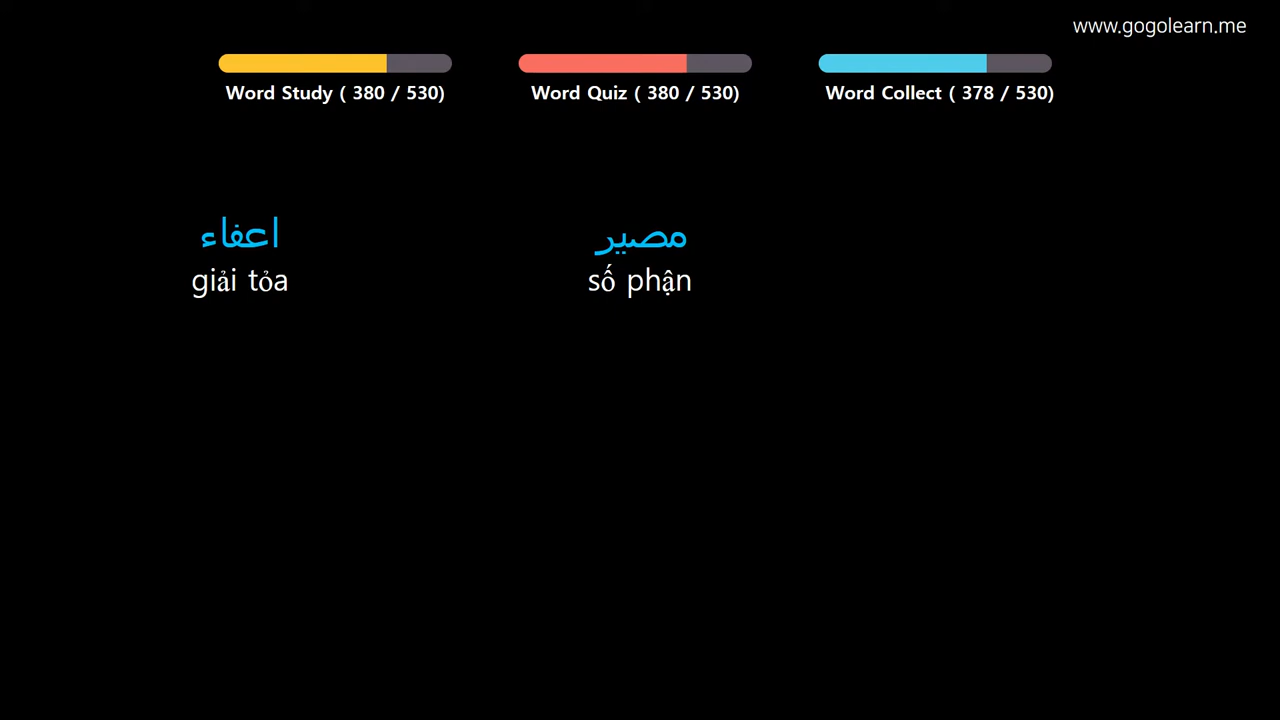 www.gogolearn.me
Word Study ( 380 / 530)
Word Quiz ( 380 / 530)
Word Collect ( 378 / 530)
اعفاء
giải tỏa
مصير
số phận